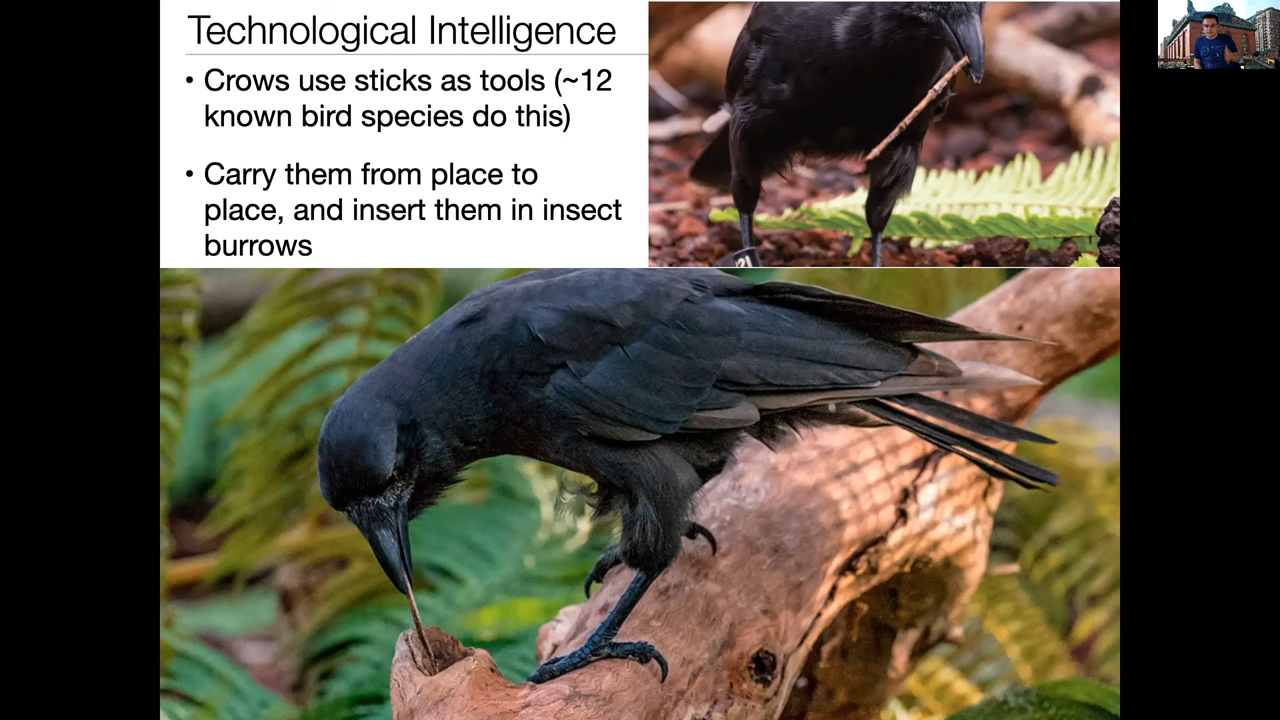 Technological Intelligence
• Crows use sticks as tools (~12
known bird species do this)
• Carry them from place to
place, and insert them in insect
burrows
21